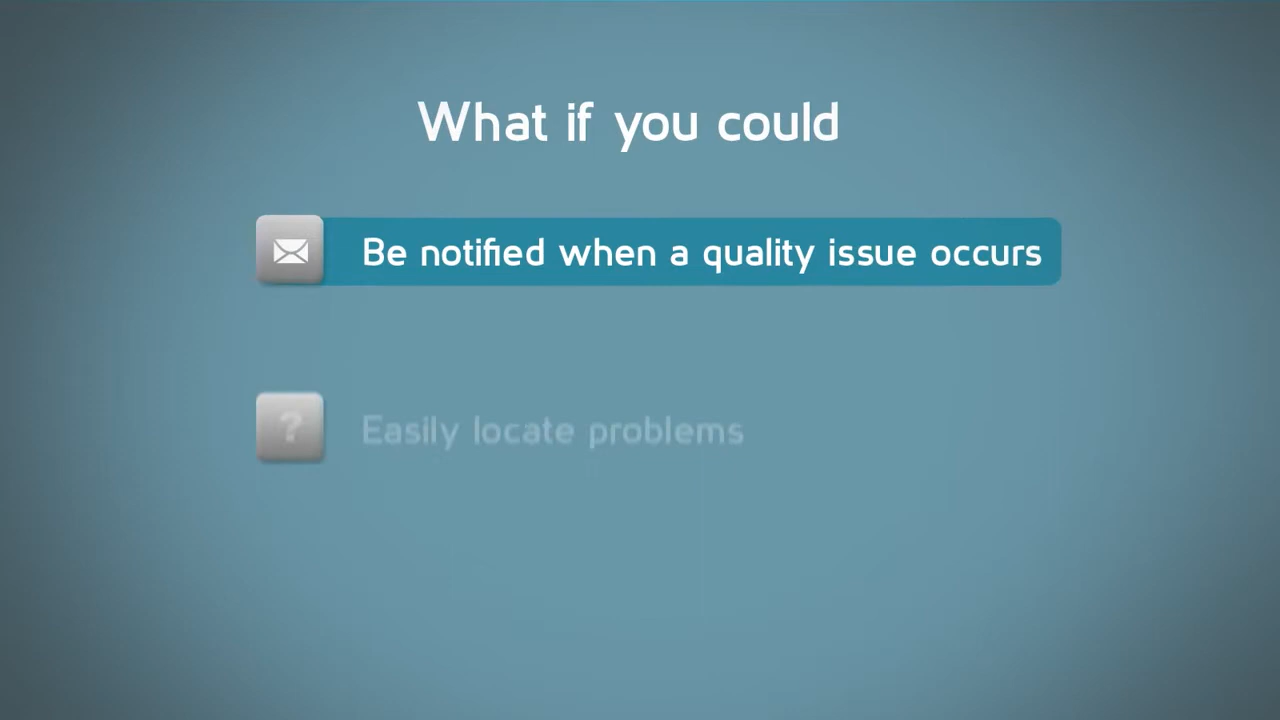 What if you could
Be notified when a quality issue occurs
?
Easily locate problems